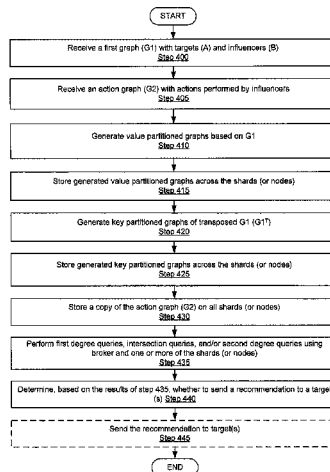 START
Receive a first graph (G1) with targets (A) and influencers (B)
Step 400
Receive an action graph (G2) with actions performed by influencers
Step 405
Generate value partitioned graphs based on G1
Step 410
Store generated value partitioned graphs across the shards (or nodes)
Step 415
Generate key partitioned graphs of transposed G1 (G1ᵀ)
Step 420
Store generated key partitioned graphs across the shards (or nodes)
Step 425
Store a copy of the action graph (G2) on all shards (or nodes)
Step 430
Perform first degree queries, intersection queries, and/or second degree queries using
broker and one or more of the shards (or nodes)
Step 435
Determine, based on the results of step 435, whether to send a recommendation to a target
(s) Step 440
Send the recommendation to target(s)
Step 445
END